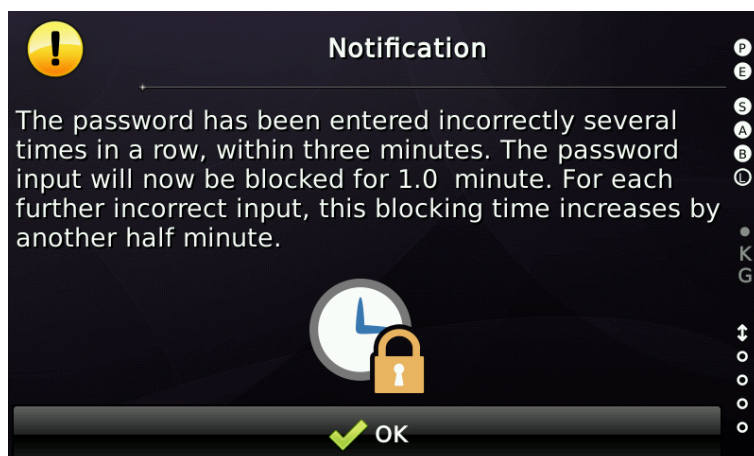 Notification
The password has been entered incorrectly several
times in a row, within three minutes. The password
input will now be blocked for 1.0  minute. For each
further incorrect input, this blocking time increases by
another half minute.
OK
P
E
S
A
B
L
K
G